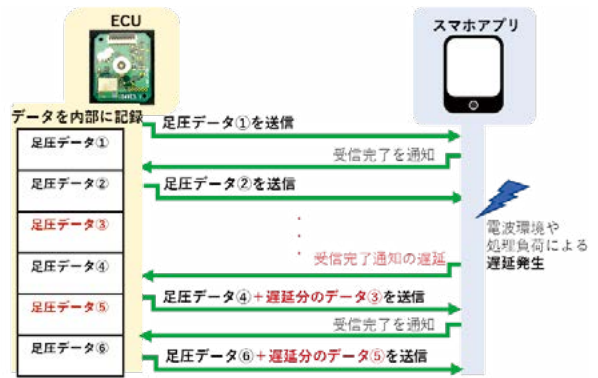 ECU
スマホアプリ
データを内部に記録
足圧データ①
足圧データ②
足圧データ③
足圧データ④
足圧データ⑤
足圧データ⑥
足圧データ①を送信
受信完了を通知
足圧データ②を送信
電波環境や
処理負荷による
遅延発生
受信完了通知の遅延
足圧データ④+遅延分のデータ③を送信
受信完了を通知
足圧データ⑥+遅延分のデータ⑤を送信